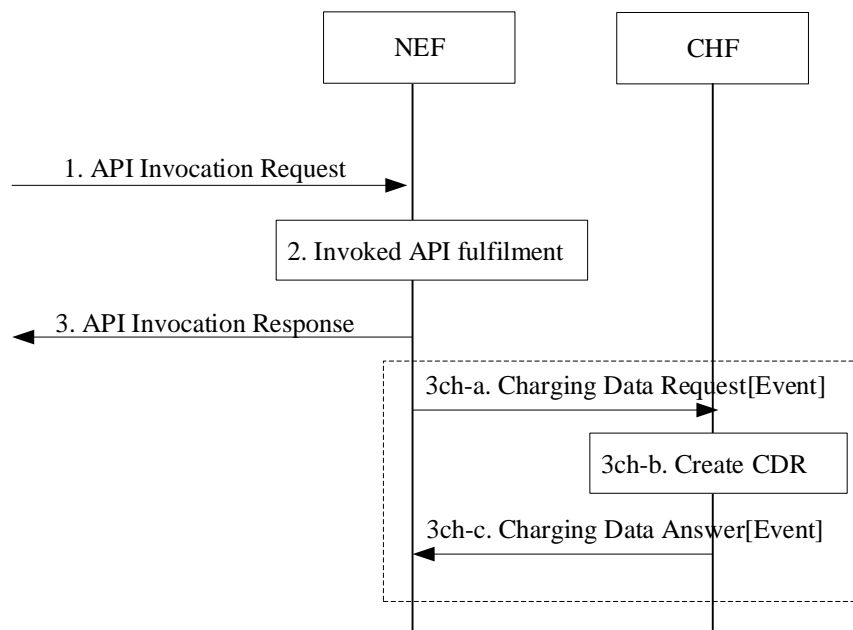 NEF
CHF
1. API Invocation Request
2. Invoked API fulfilment
3. API Invocation Response
3ch-a. Charging Data Request[Event]
3ch-b. Create CDR
3ch-c. Charging Data Answer[Event]